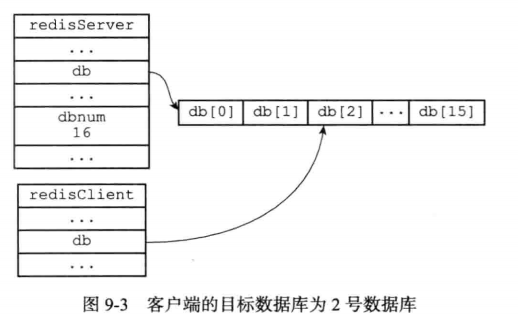 redisServer
...
db
...
dbnum
16
...
db[0] db[1] db[2] ... db[15]
redisClient
...
db
...
图 9-3 客户端的目标数据库为 2 号数据库